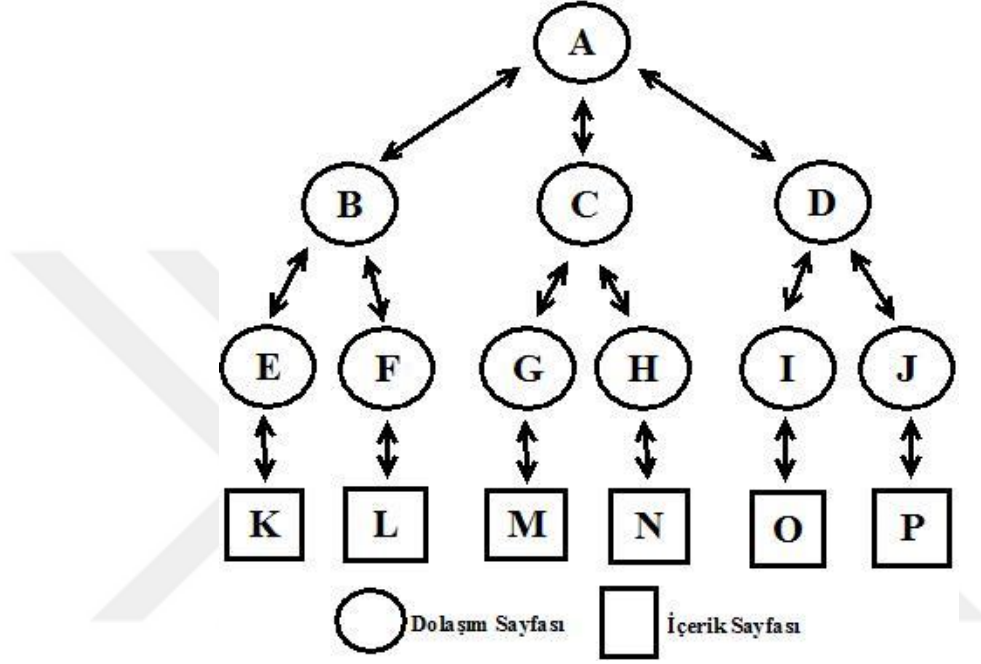 A
B C D
E F G H I J
K L M N O P
Dolaşım Sayfası İçerik Sayfası